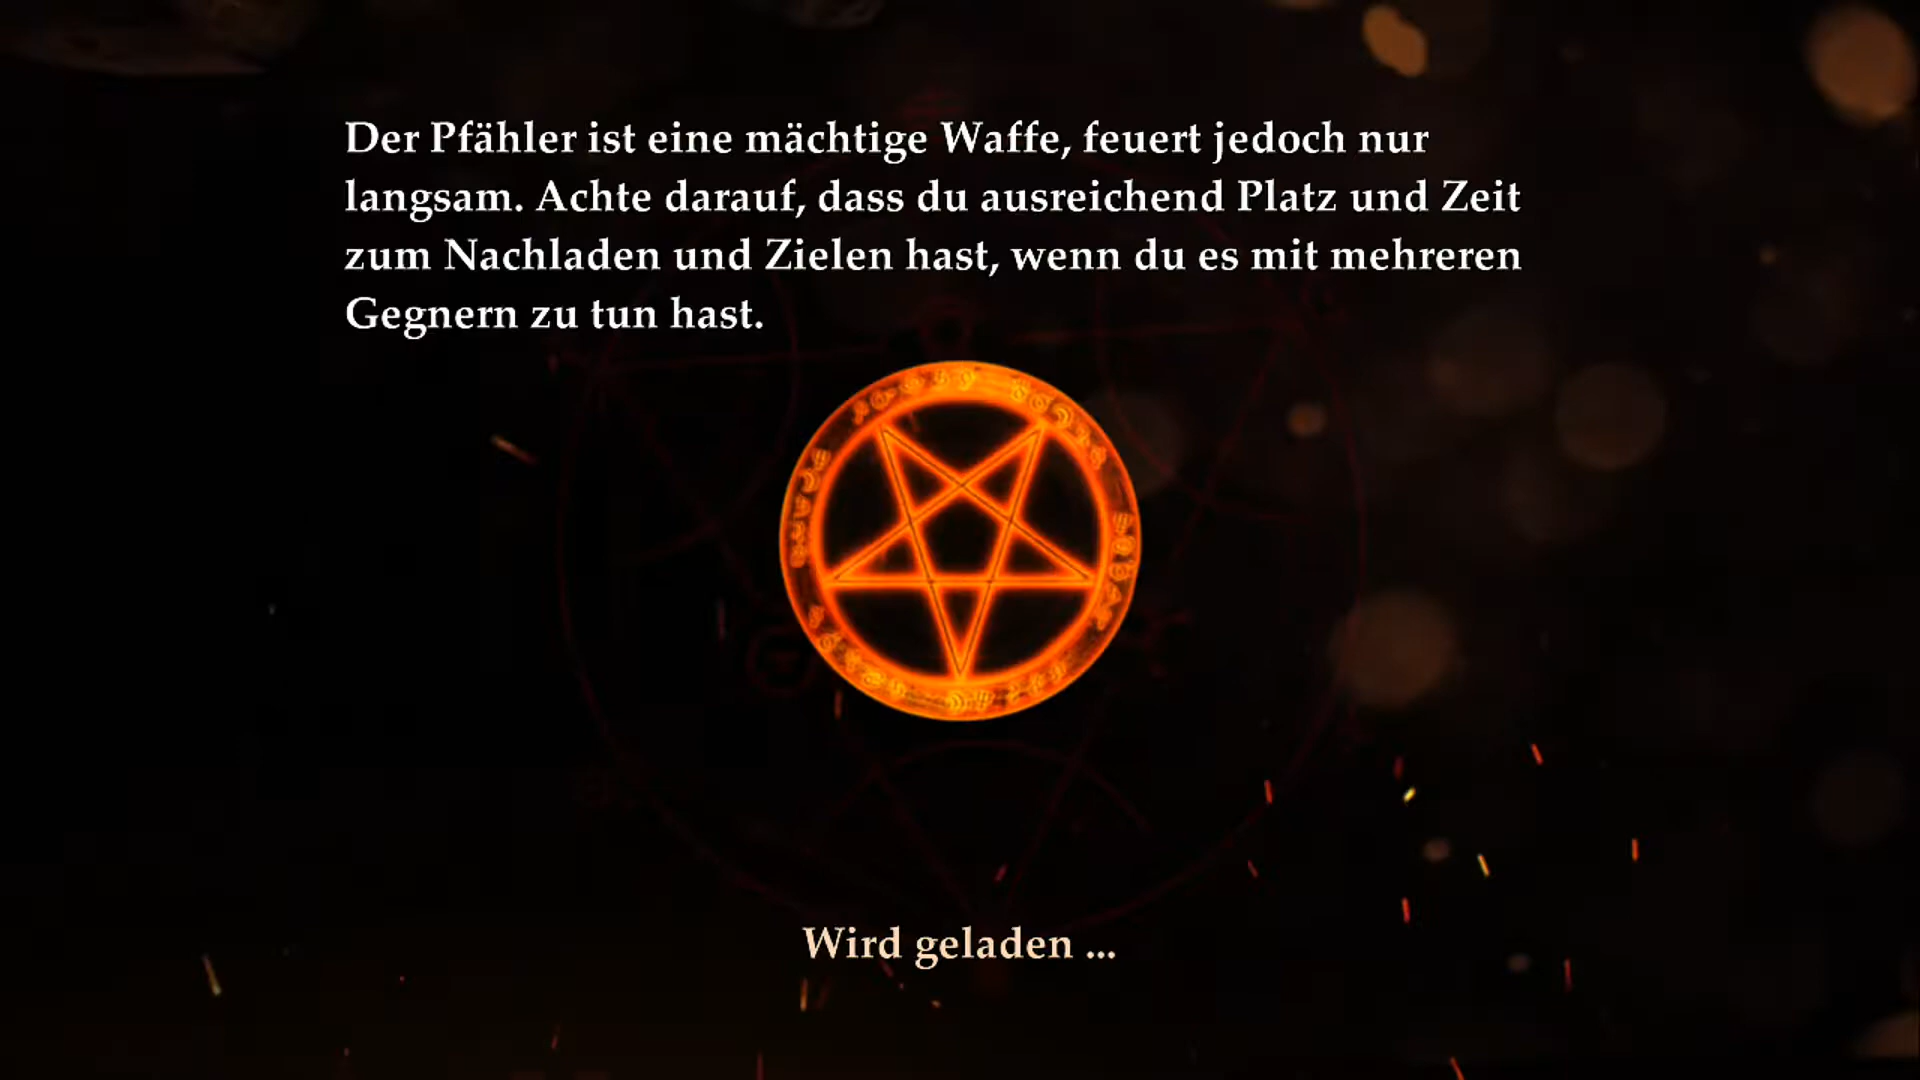 Der Pfähler ist eine mächtige Waffe, feuert jedoch nur
langsam. Achte darauf, dass du ausreichend Platz und Zeit
zum Nachladen und Zielen hast, wenn du es mit mehreren
Gegnern zu tun hast.
Wird geladen ...